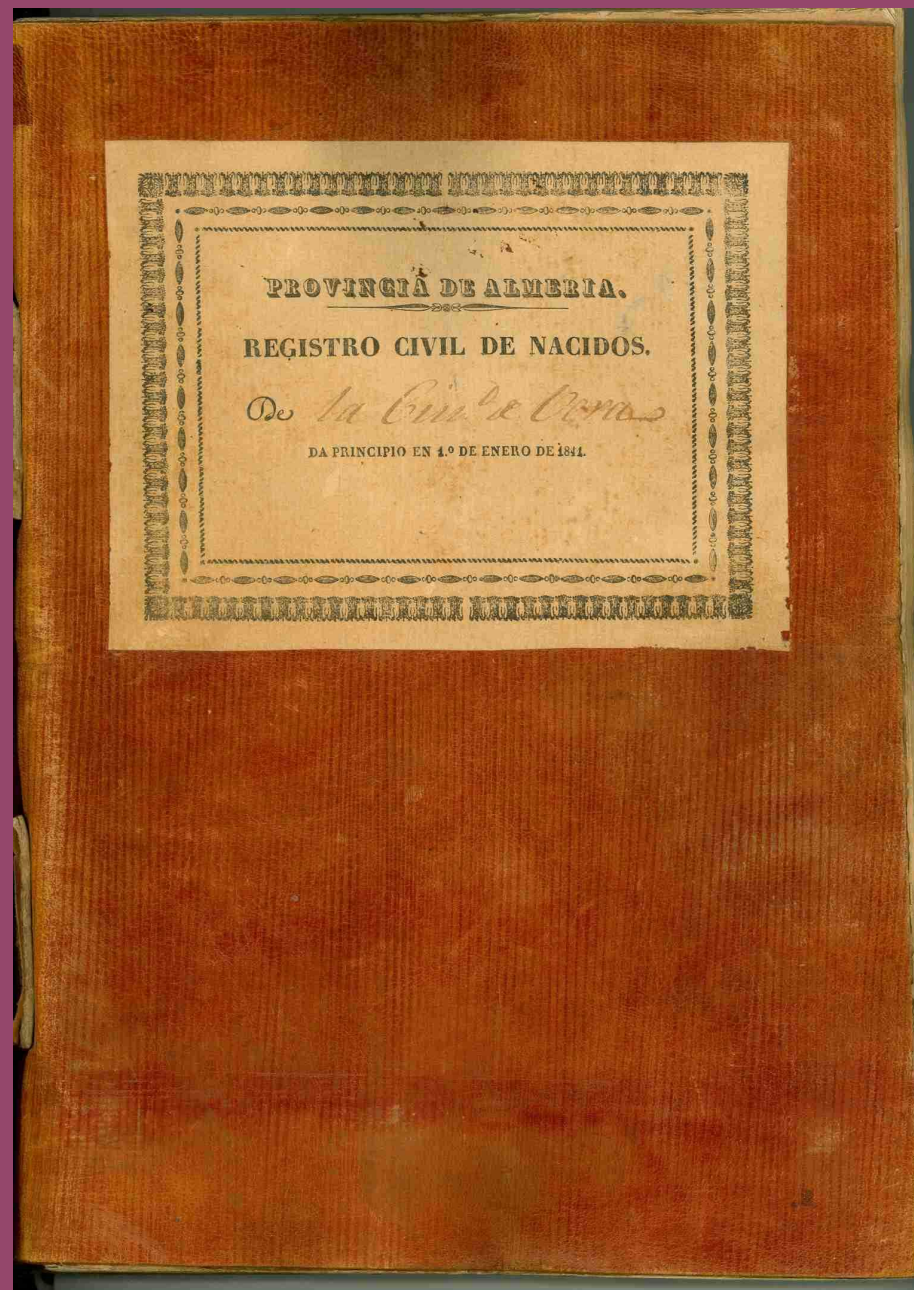 PROVINCIA DE ALMERIA.
REGISTRO CIVIL DE NACIDOS.
De la Ciud.d de Vera
DA PRINCIPIO EN 1.º DE ENERO DE 1841.